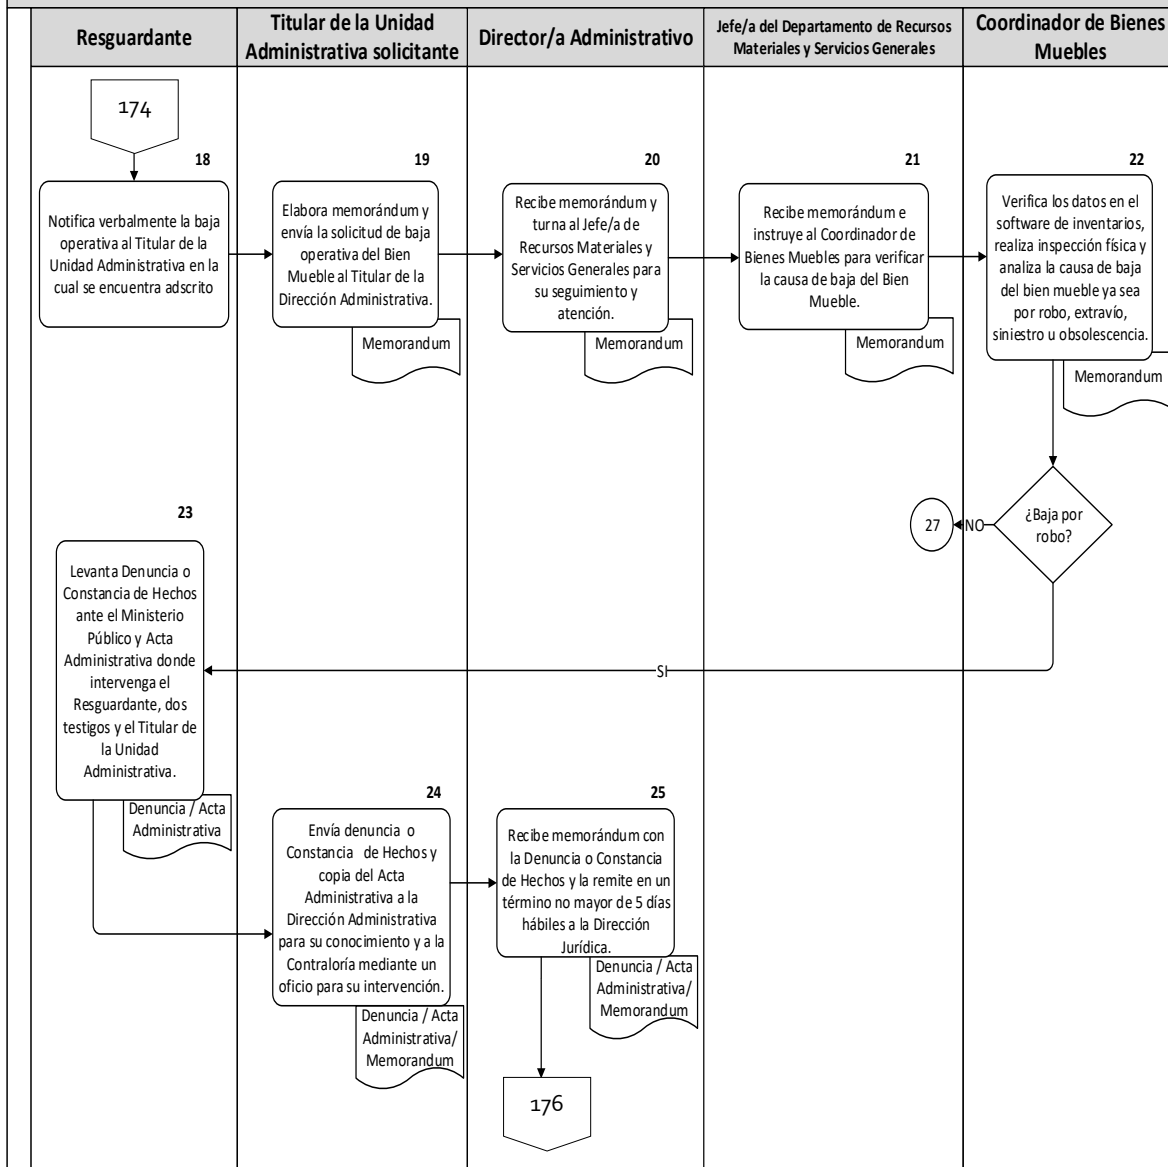 Resguardante
Titular de la Unidad
Administrativa solicitante
Director/a Administrativo
Jefe/a del Departamento de Recursos
Materiales y Servicios Generales
Coordinador de Bienes
Muebles
174
18
Notifica verbalmente la baja
operativa al Titular de la
Unidad Administrativa en la
cual se encuentra adscrito
19
Elabora memorándum y
envía la solicitud de baja
operativa del Bien
Mueble al Titular de la
Dirección Administrativa.
Memorandum
20
Recibe memorándum y
turna al Jefe/a de
Recursos Materiales y
Servicios Generales para
su seguimiento y
atención.
Memorandum
21
Recibe memorándum e
instruye al Coordinador de
Bienes Muebles para verificar
la causa de baja del Bien
Mueble.
Memorandum
22
Verifica los datos en el
software de inventarios,
realiza inspección física y
analiza la causa de baja
del bien mueble ya sea
por robo, extravío,
siniestro u obsolescencia.
Memorandum
¿Baja por
robo?
NO
27
SI
23
Levanta Denuncia o
Constancia de Hechos
ante el Ministerio
Público y Acta
Administrativa donde
intervenga el
Resguardante, dos
testigos y el Titular de
la Unidad
Administrativa.
Denuncia / Acta
Administrativa
24
Envía denuncia o
Constancia de Hechos y
copia del Acta
Administrativa a la
Dirección Administrativa
para su conocimiento y a la
Contraloría mediante un
oficio para su intervención.
Denuncia / Acta
Administrativa/
Memorandum
25
Recibe memorándum con
la Denuncia o Constancia
de Hechos y la remite en un
término no mayor de 5 días
hábiles a la Dirección
Jurídica.
Denuncia / Acta
Administrativa/
Memorandum
176